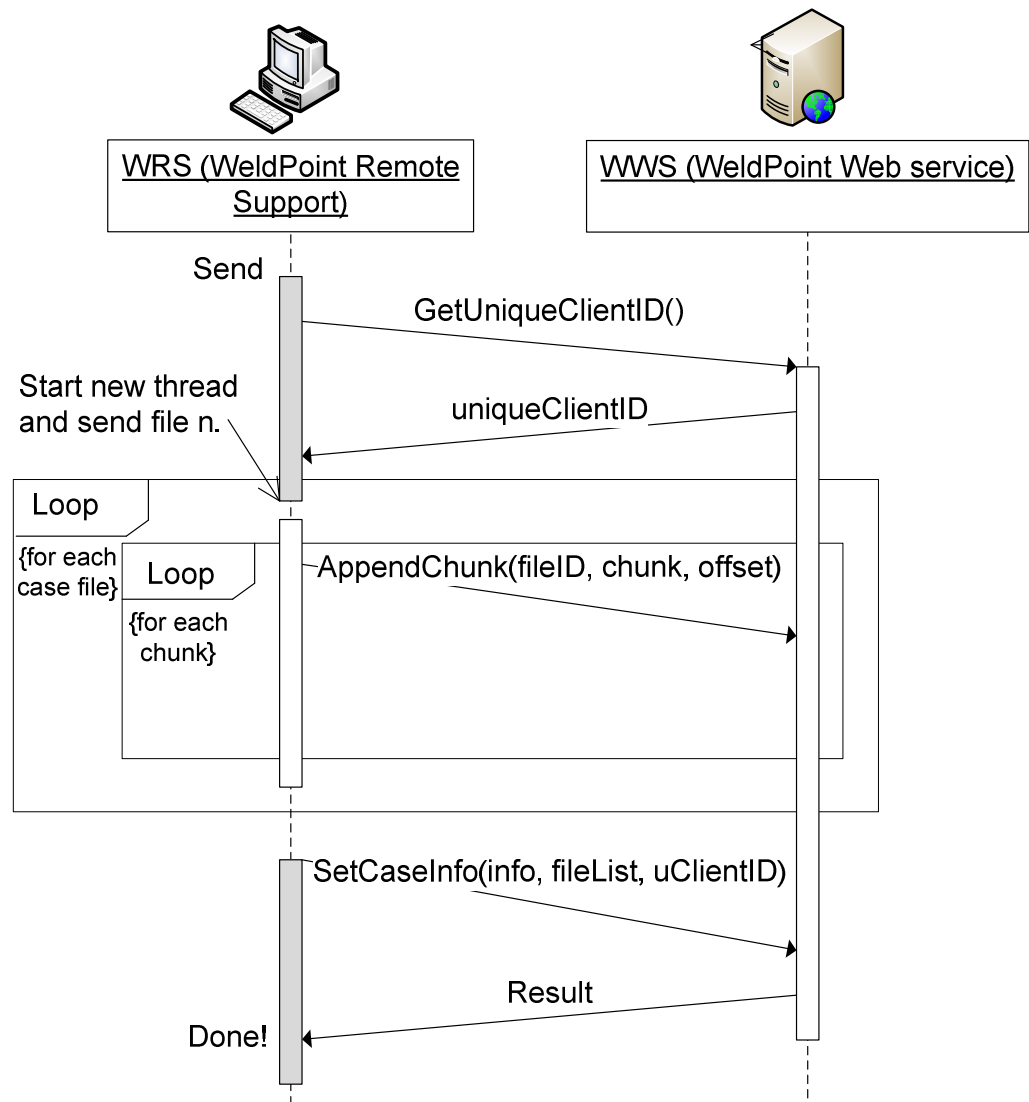 WRS (WeldPoint Remote
Support)
WWS (WeldPoint Web service)
Send
GetUniqueClientID()
Start new thread
and send file n.
uniqueClientID
Loop
{for each
case file}
Loop
{for each
chunk}
AppendChunk(fileID, chunk, offset)
SetCaseInfo(info, fileList, uClientID)
Result
Done!